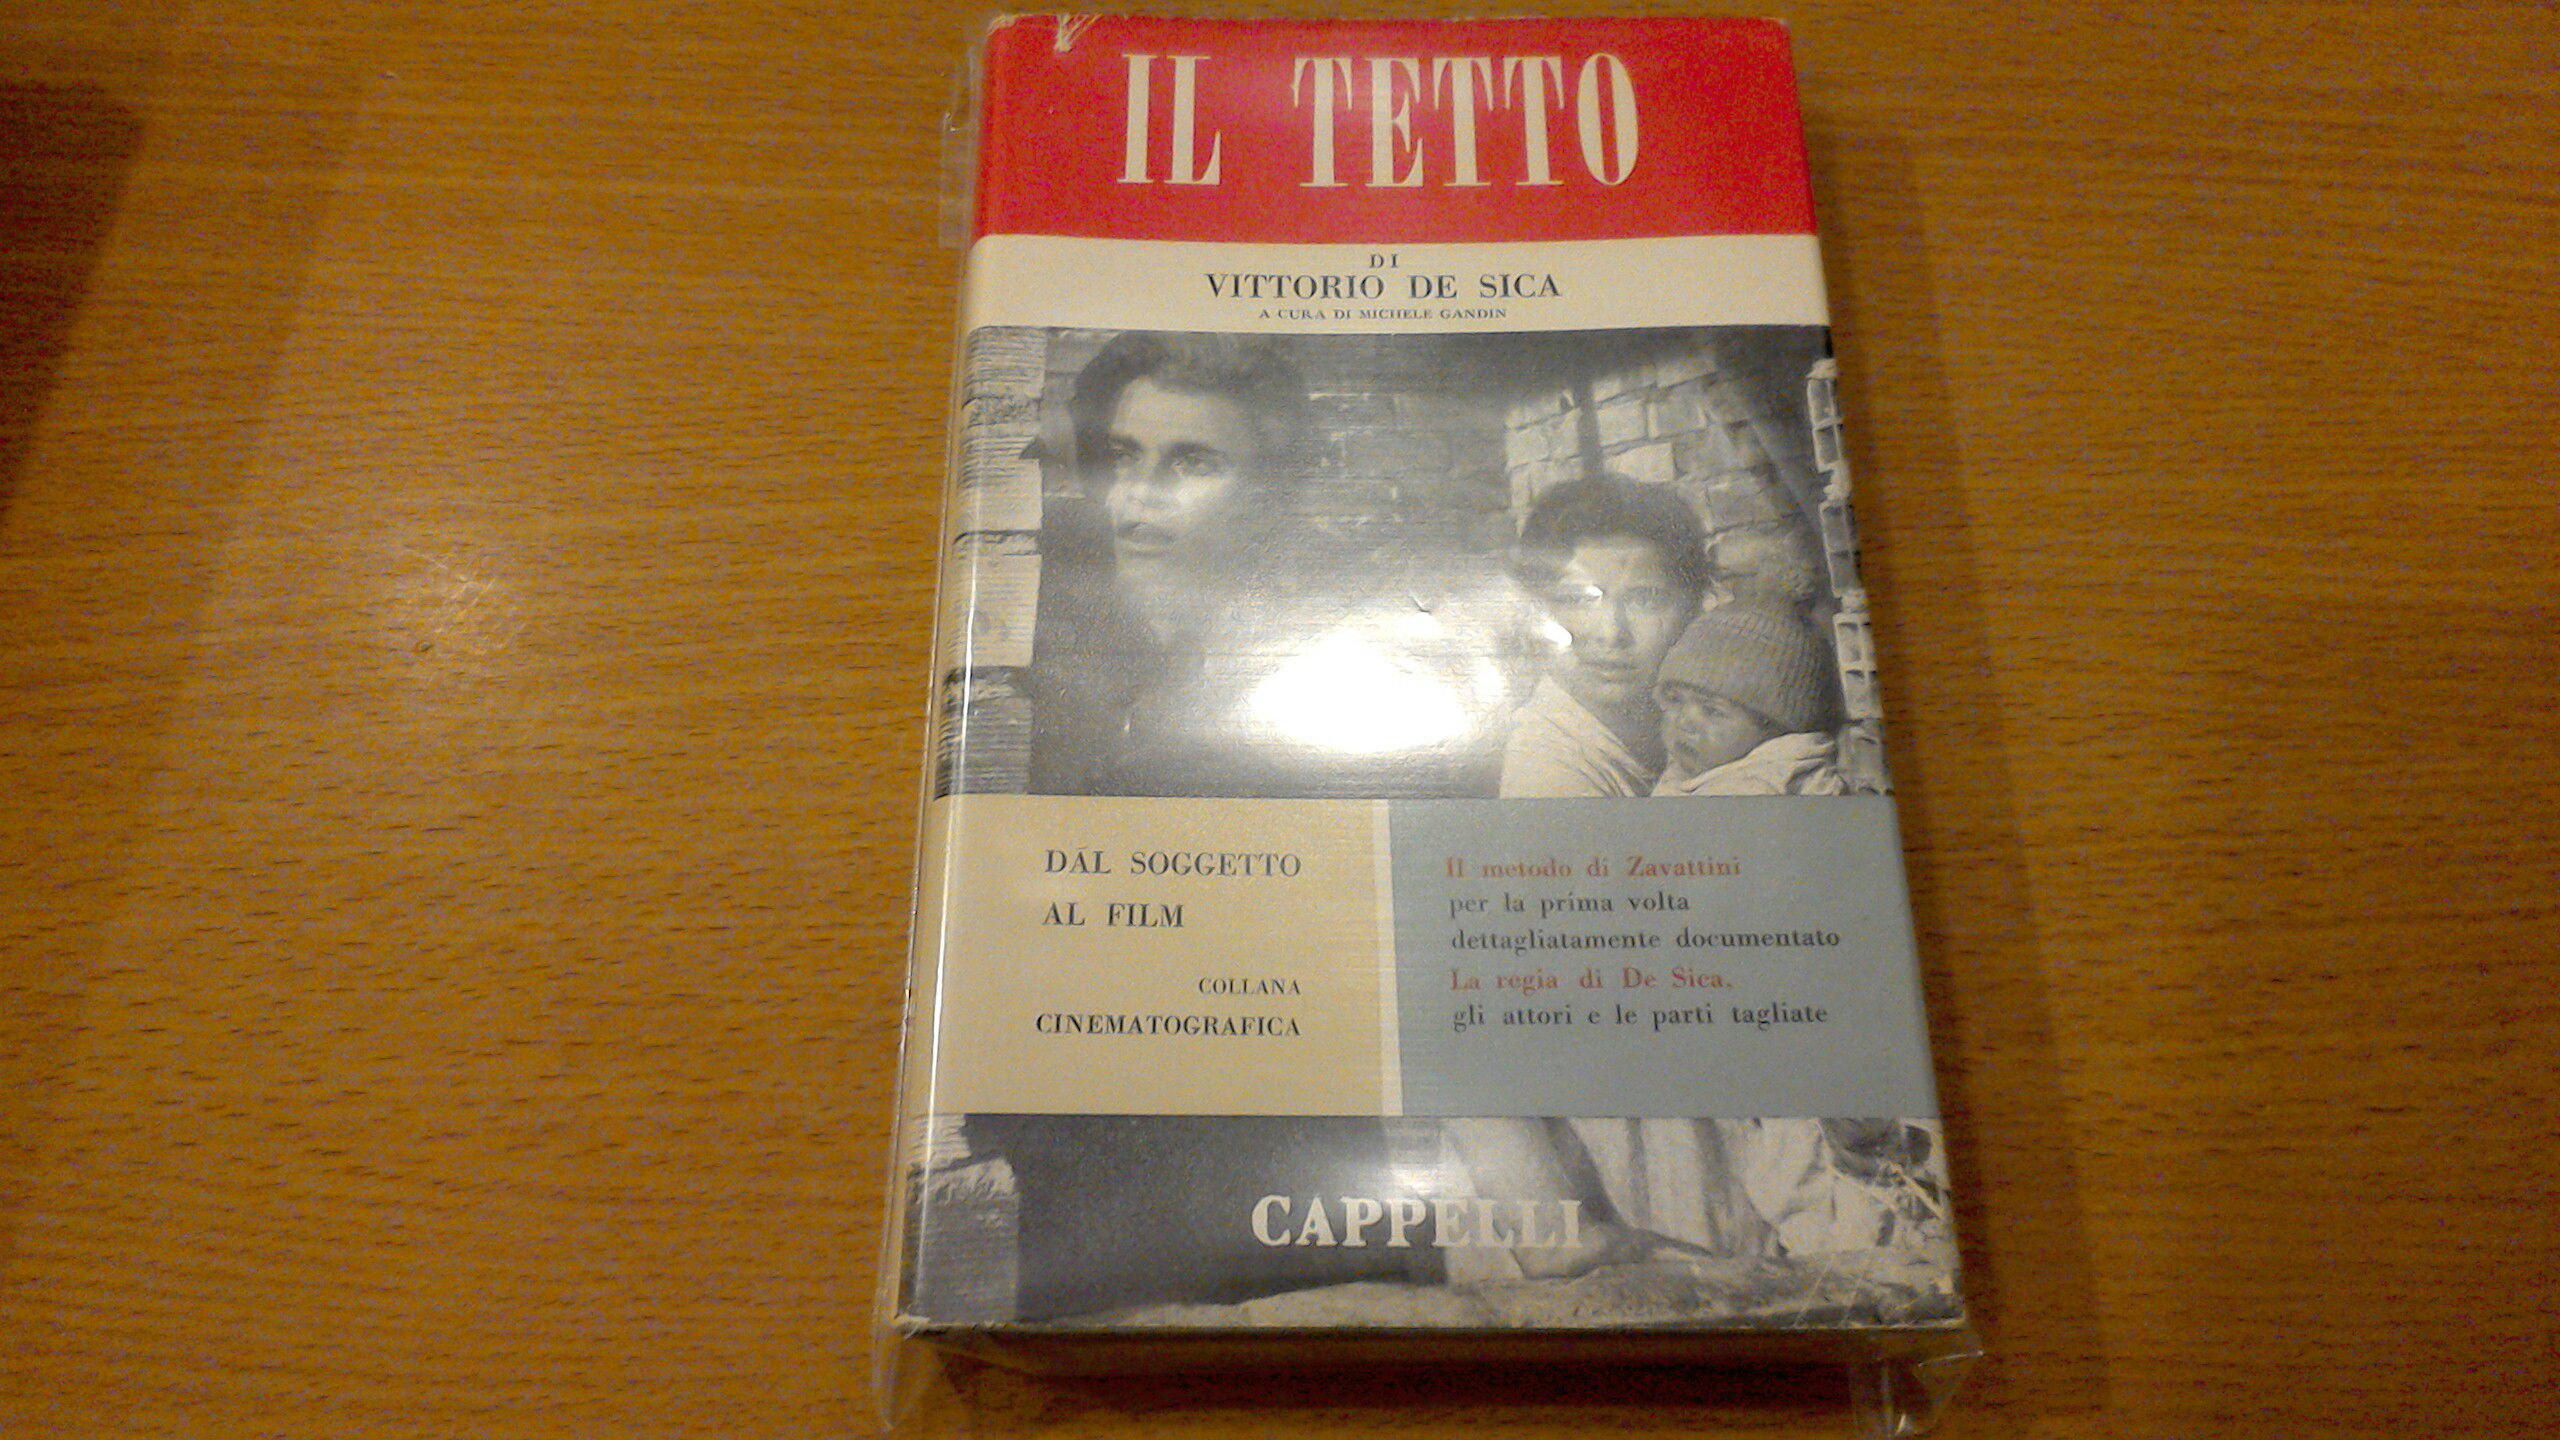 IL TETTO
DI
VITTORIO DE SICA
A CURA DI MICHELE GANDIN
DAL SOGGETTO
AL FILM
COLLANA
CINEMATOGRAFICA
Il metodo di Zavattini
per la prima volta
dettagliatamente documentato
La regia di De Sica,
gli attori e le parti tagliate
CAPPELLI